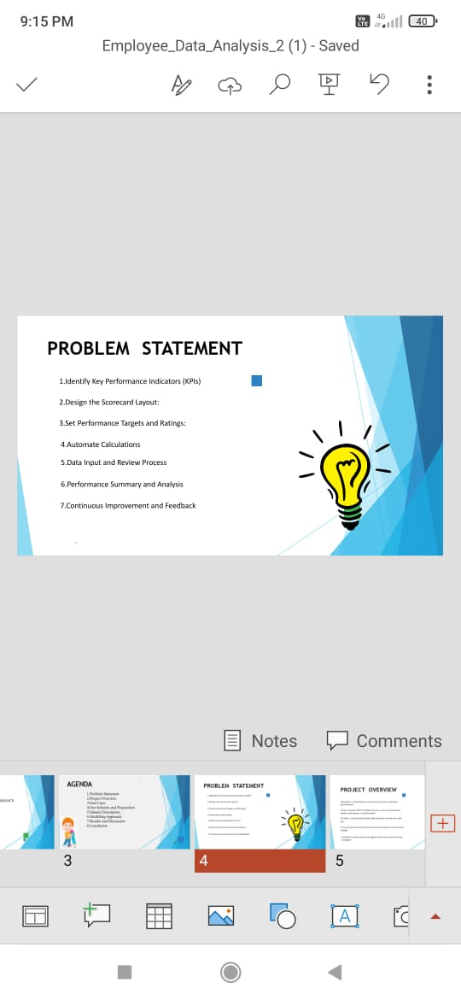 9:15 PM
Vo
LTE
4G
40
Employee_Data_Analysis_2 (1) - Saved
PROBLEM STATEMENT
1.Identify Key Performance Indicators (KPIs)
2.Design the Scorecard Layout:
3.Set Performance Targets and Ratings:
4.Automate Calculations
5.Data Input and Review Process
6.Performance Summary and Analysis
7.Continuous Improvement and Feedback
Notes
Comments
AGENDA
1.Problem Statement
2.Project Overview
3.End Users
4.Our Solution and Proposition
5.Dataset Description
6.Modelling Approach
7.Results and Discussion
8.Conclusion
PROBLEM STATEMENT
PROJECT OVERVIEW
3
4
5
A